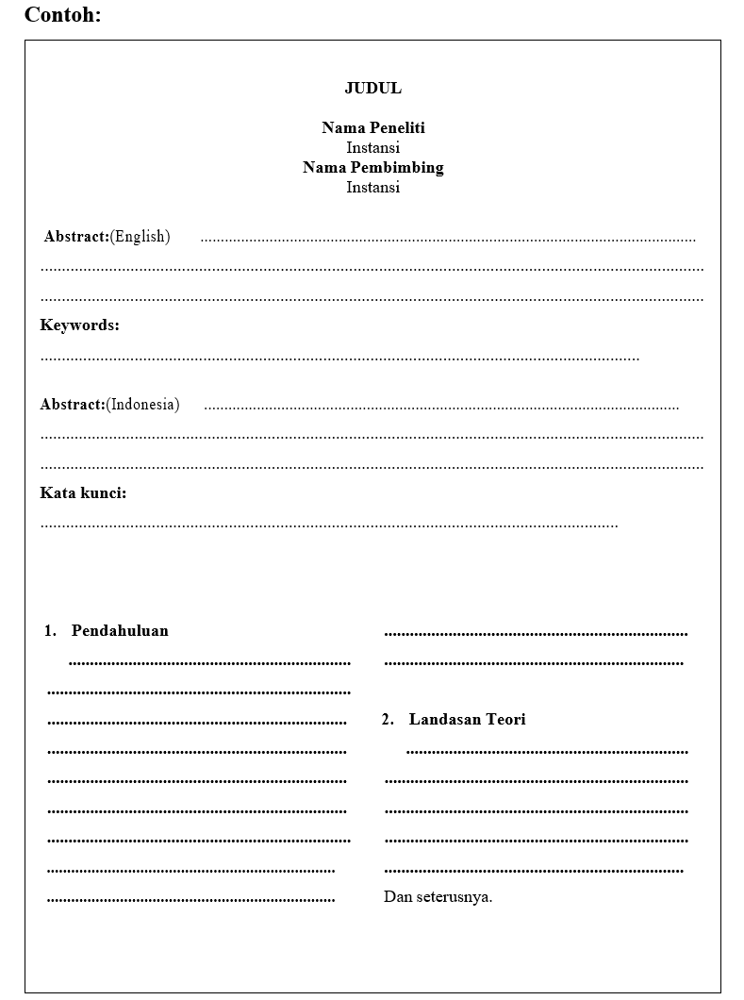 Contoh:
JUDUL
Nama Peneliti
Instansi
Nama Pembimbing
Instansi
Abstract:(English) ........................................................................................................................
................................................................................................................................................
................................................................................................................................................
Keywords:
..................................................................................................................................
Abstract:(Indonesia) ...................................................................................................................
................................................................................................................................................
................................................................................................................................................
Kata kunci:
.............................................................................................................................
1. Pendahuluan
..................................................................
.......................................................................
......................................................................
......................................................................
......................................................................
......................................................................
.......................................................................
......................................................................
......................................................................
.......................................................................
......................................................................
2. Landasan Teori
..................................................................
.......................................................................
.......................................................................
.......................................................................
......................................................................
Dan seterusnya.